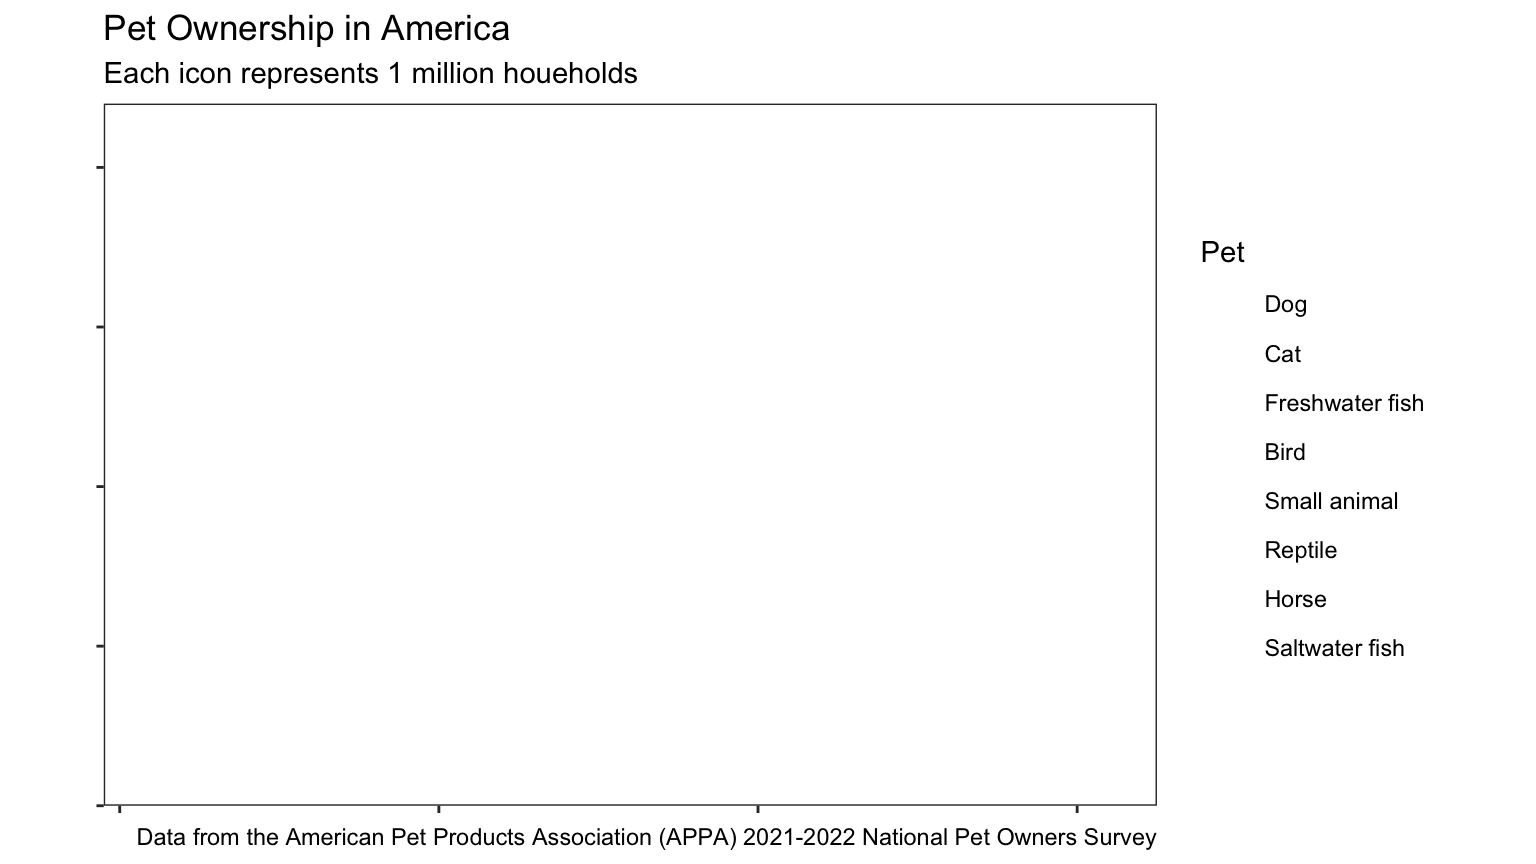 Pet Ownership in America
Each icon represents 1 million houeholds
Pet
Dog
Cat
Freshwater fish
Bird
Small animal
Reptile
Horse
Saltwater fish
Data from the American Pet Products Association (APPA) 2021-2022 National Pet Owners Survey